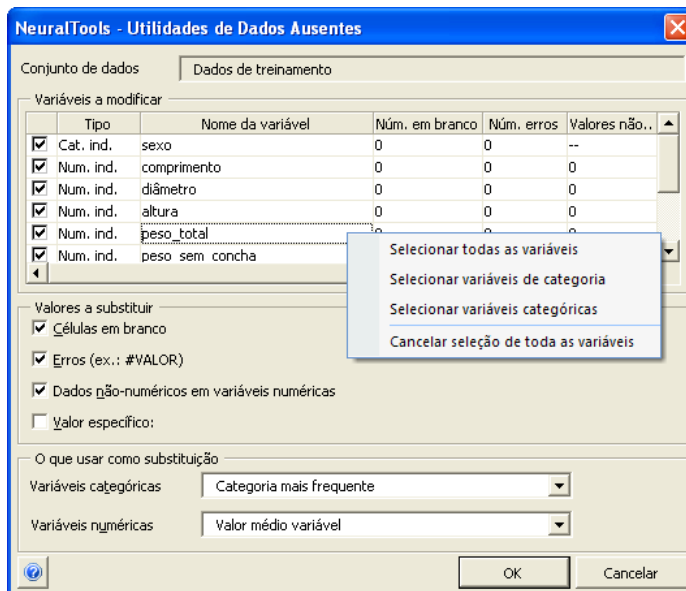 NeuralTools - Utilidades de Dados Ausentes
Conjunto de dados Dados de treinamento
Variáveis a modificar
Tipo Nome da variável Núm. em branco Núm. erros Valores não..
Cat. ind. sexo 0 0 --
Num. ind. comprimento 0 0 0
Num. ind. diâmetro 0 0 0
Num. ind. altura 0 0 0
Num. ind. peso_total
Num. ind. peso_sem_concha
Selecionar todas as variáveis
Selecionar variáveis de categoria
Selecionar variáveis categóricas
Cancelar seleção de toda as variáveis
Valores a substituir
Células em branco
Erros (ex.: #VALOR)
Dados não-numéricos em variáveis numéricas
Valor específico:
O que usar como substituição
Variáveis categóricas Categoria mais frequente
Variáveis numéricas Valor médio variável
OK Cancelar